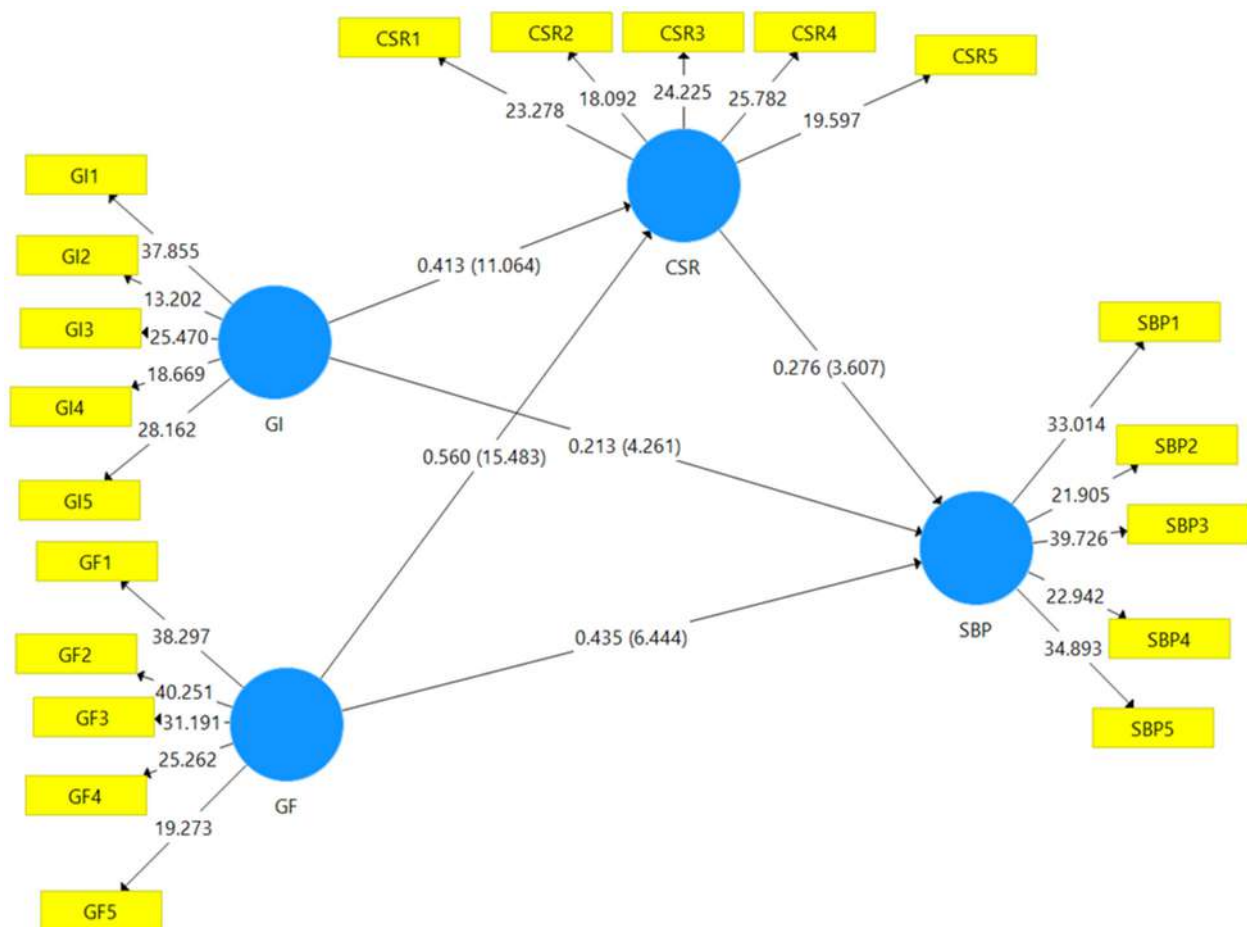 CSR1
CSR2
CSR3
CSR4
CSR5
23.278
18.092
24.225
25.782
19.597
CSR
GI1
GI2
GI3
GI4
GI5
37.855
13.202
25.470
18.669
28.162
GI
0.413 (11.064)
0.276 (3.607)
0.560 (15.483)
0.213 (4.261)
0.435 (6.444)
SBP1
SBP2
SBP3
SBP4
SBP5
33.014
21.905
39.726
22.942
34.893
SBP
GF1
GF2
GF3
GF4
GF5
38.297
40.251
31.191
25.262
19.273
GF